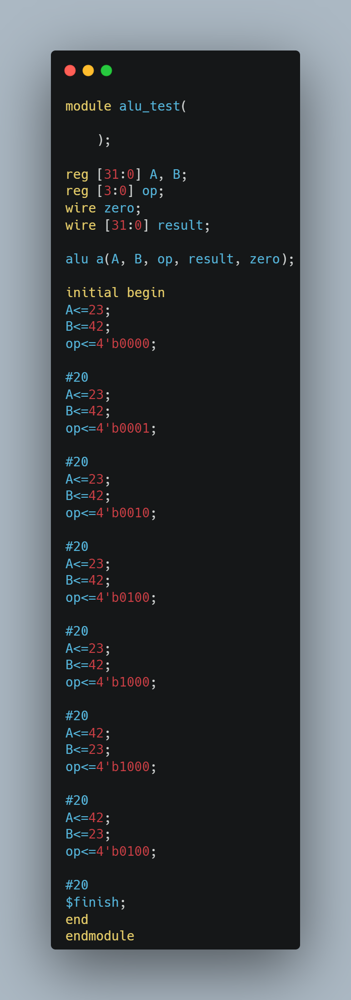 module alu_test(
    );
reg [31:0] A, B;
reg [3:0] op;
wire zero;
wire [31:0] result;
alu a(A, B, op, result, zero);
initial begin
A<=23;
B<=42;
op<=4'b0000;
#20
A<=23;
B<=42;
op<=4'b0001;
#20
A<=23;
B<=42;
op<=4'b0010;
#20
A<=23;
B<=42;
op<=4'b0100;
#20
A<=23;
B<=42;
op<=4'b1000;
#20
A<=42;
B<=23;
op<=4'b1000;
#20
A<=42;
B<=23;
op<=4'b0100;
#20
$finish;
end
endmodule